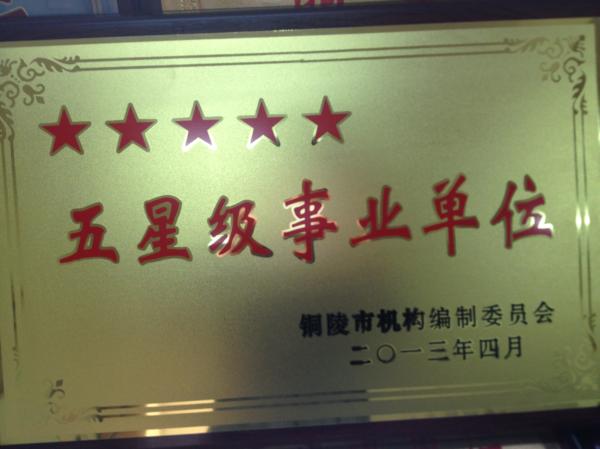 五星级事业单位
铜陵市机构编制委员会
二〇一三年四月